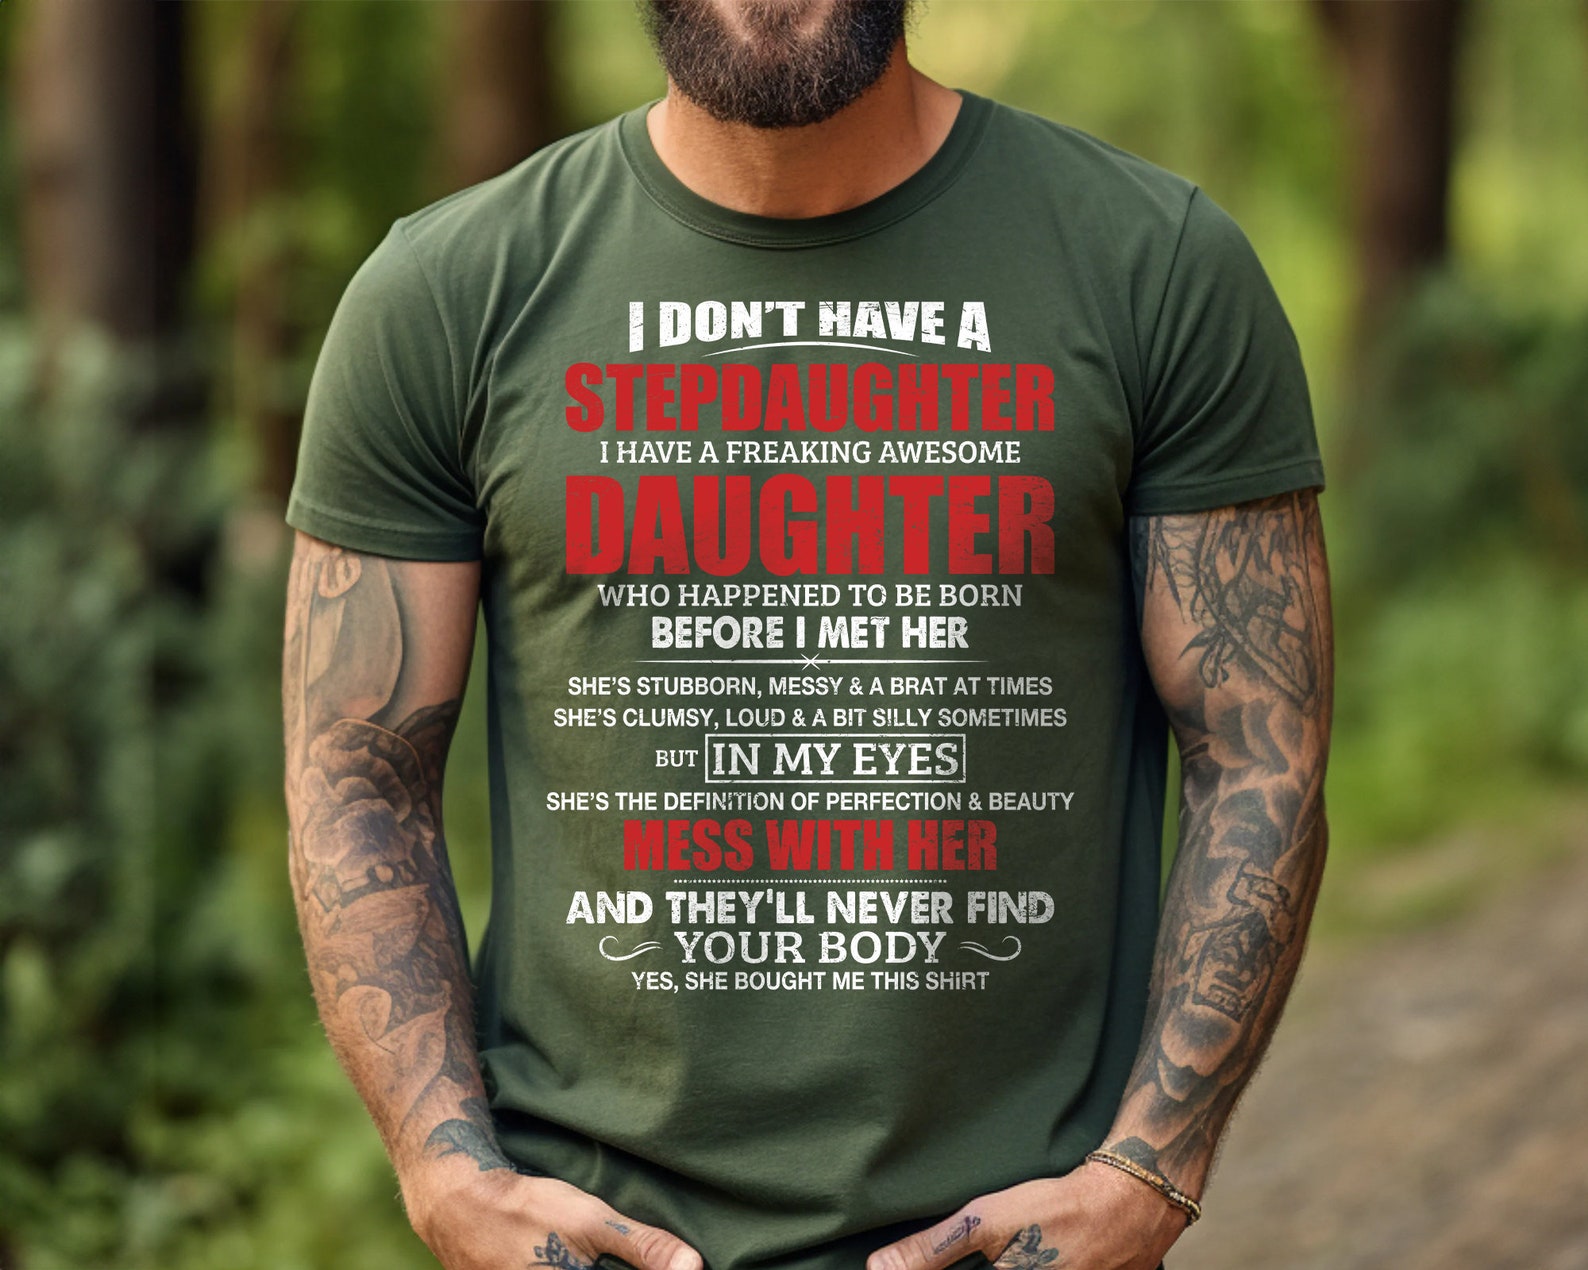 I DON'T HAVE A
STEPDAUGHTER
I HAVE A FREAKING AWESOME
DAUGHTER
WHO HAPPENED TO BE BORN
BEFORE I MET HER
SHE'S STUBBORN, MESSY & A BRAT AT TIMES
SHE'S CLUMSY, LOUD & A BIT SILLY SOMETIMES
BUT IN MY EYES
SHE'S THE DEFINITION OF PERFECTION & BEAUTY
MESS WITH HER
AND THEY'LL NEVER FIND
YOUR BODY
YES, SHE BOUGHT ME THIS SHiRT